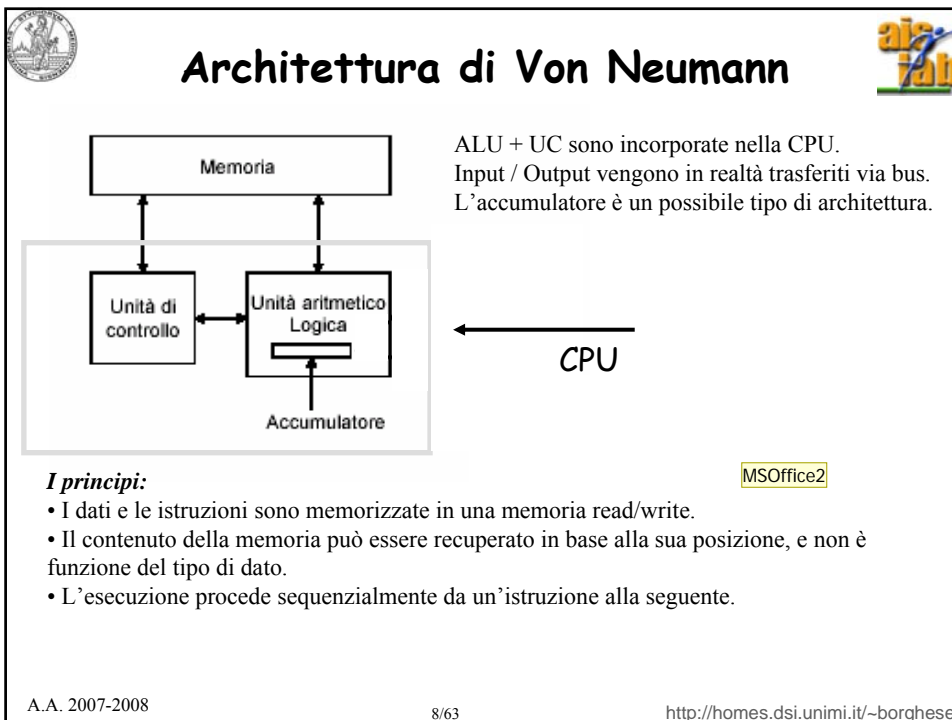 Architettura di Von Neumann
ais
lab
Memoria
Unità di
controllo
Unità aritmetico
Logica
Accumulatore
ALU + UC sono incorporate nella CPU.
Input / Output vengono in realtà trasferiti via bus.
L'accumulatore è un possibile tipo di architettura.
CPU
MSOffice2
I principi:
• I dati e le istruzioni sono memorizzate in una memoria read/write.
• Il contenuto della memoria può essere recuperato in base alla sua posizione, e non è
funzione del tipo di dato.
• L'esecuzione procede sequenzialmente da un'istruzione alla seguente.
A.A. 2007-2008
8/63
http://homes.dsi.unimi.it/~borghese